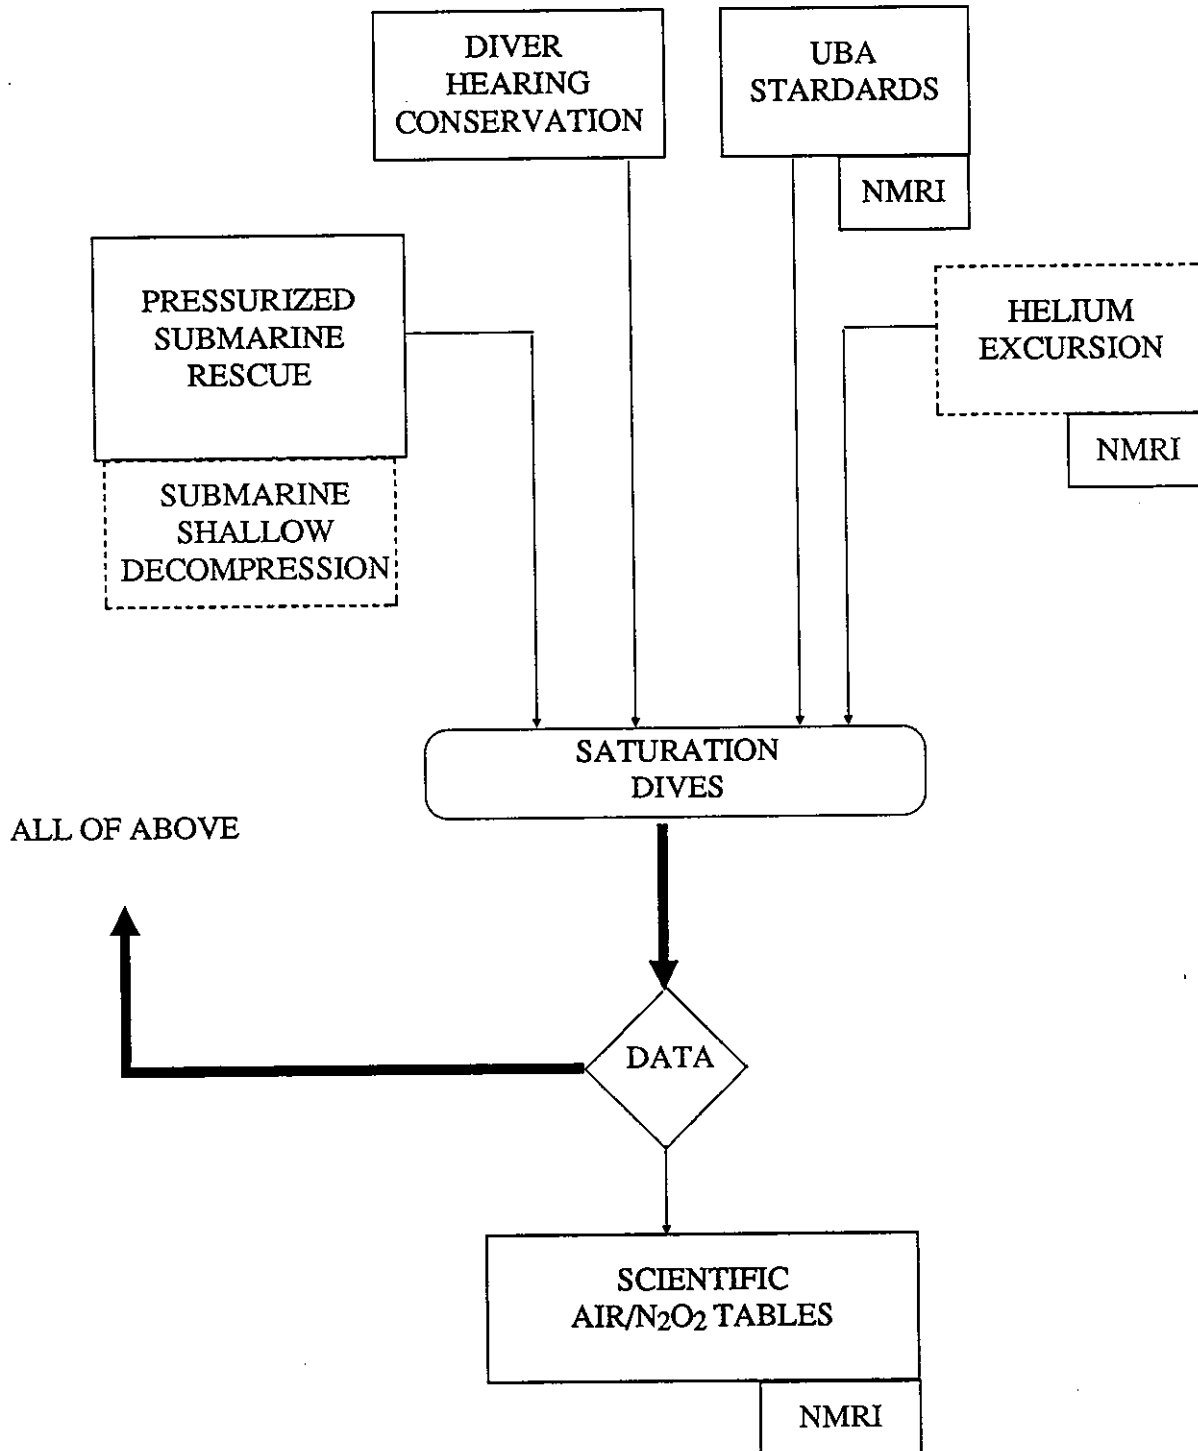 DIVER
HEARING
CONSERVATION
UBA
STARDARDS
NMRI
PRESSURIZED
SUBMARINE
RESCUE
HELIUM
EXCURSION
NMRI
SUBMARINE
SHALLOW
DECOMPRESSION
SATURATION
DIVES
ALL OF ABOVE
DATA
SCIENTIFIC
AIR/N₂O₂ TABLES
NMRI